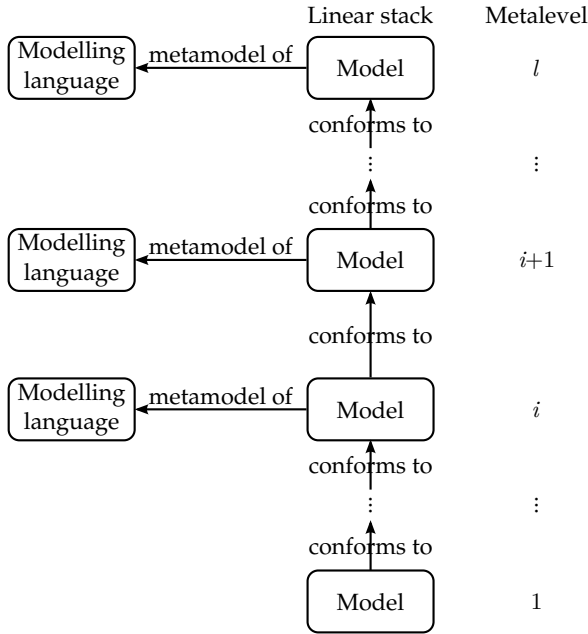 Linear stack Metalevel
Modelling
language
metamodel of
Model
l
conforms to
⋮ ⋮
conforms to
Modelling
language
metamodel of
Model
i+1
conforms to
Modelling
language
metamodel of
Model
i
conforms to
⋮ ⋮
conforms to
Model
1